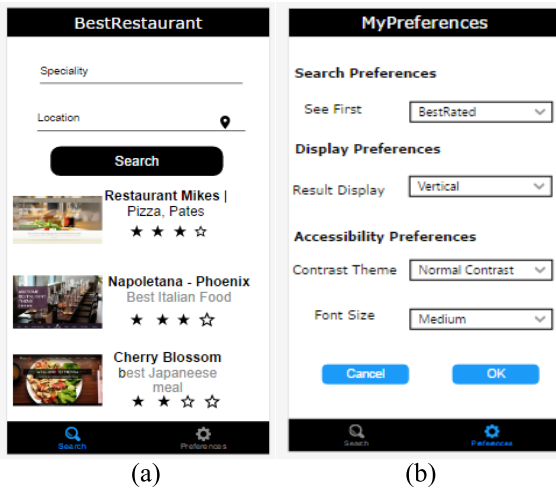 BestRestaurant
Speciality
Location
Search
Restaurant Mikes |
Pizza, Pates
Napoletana - Phoenix
Best Italian Food
Cherry Blossom
best Japaneese
meal
Search
Preferences
(a)
MyPreferences
Search Preferences
See First
BestRated
Display Preferences
Result Display
Vertical
Accessibility Preferences
Contrast Theme
Normal Contrast
Font Size
Medium
Cancel
OK
Search
Preferences
(b)